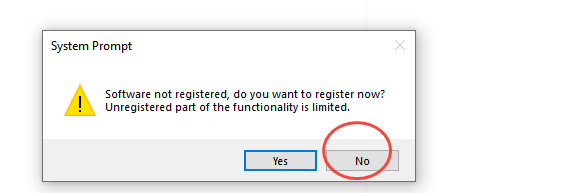 System Prompt
Software not registered, do you want to register now?
Unregistered part of the functionality is limited.
Yes
No